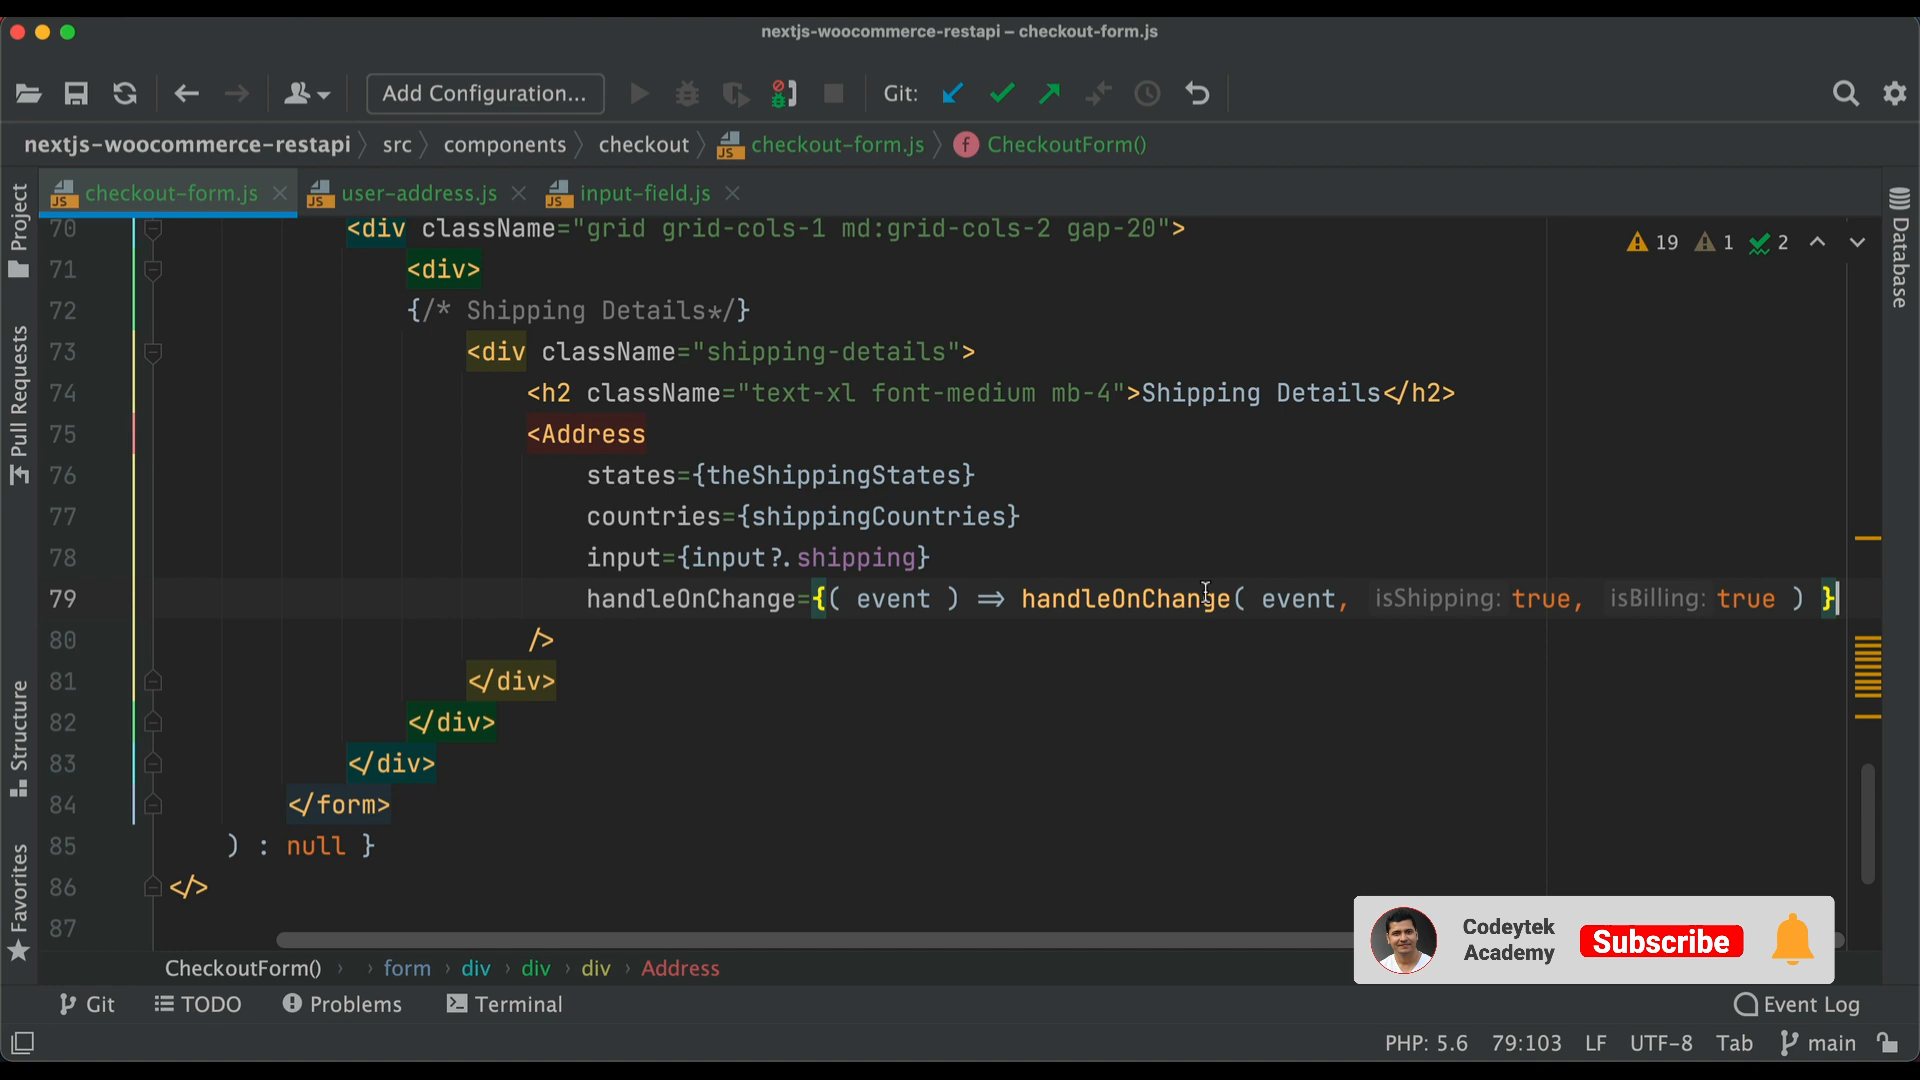 nextjs-woocommerce-restapi – checkout-form.js
Add Configuration...
Git:
nextjs-woocommerce-restapi src components checkout checkout-form.js CheckoutForm()
checkout-form.js user-address.js input-field.js
70 <div className="grid grid-cols-1 md:grid-cols-2 gap-20">
19 1 2
71 <div>
72 {/* Shipping Details*/}
73 <div className="shipping-details">
74 <h2 className="text-xl font-medium mb-4">Shipping Details</h2>
75 <Address
76 states={theShippingStates}
77 countries={shippingCountries}
78 input={input?.shipping}
79 handleOnChange={( event ) => handleOnChange( event, isShipping: true, isBilling: true ) }
80 />
81 </div>
82 </div>
83 </div>
84 </form>
85 ) : null }
86 </>
87
Project
Pull Requests
Structure
Favorites
Database
Codeytek
Academy
Subscribe
CheckoutForm() › › form › div › div › div › Address
Git TODO Problems Terminal Event Log
PHP: 5.6 79:103 LF UTF-8 Tab main